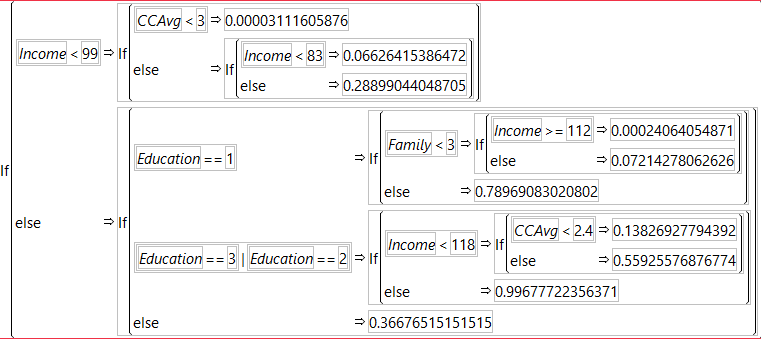 CCAvg < 3 ⇒ 0.00003111605876
Income < 99 ⇒ If
Income < 83 ⇒ 0.06626415386472
else ⇒ If
else ⇒ 0.28899044048705
If
Income >= 112 ⇒ 0.00024064054871
Family < 3 ⇒ If
else ⇒ 0.07214278062626
Education == 1 ⇒ If
else ⇒ 0.78969083020802
else ⇒ If
CCAvg < 2.4 ⇒ 0.13826927794392
Income < 118 ⇒ If
else ⇒ 0.55925576876774
Education == 3 | Education == 2 ⇒ If
else ⇒ 0.99677722356371
else ⇒ 0.36676515151515